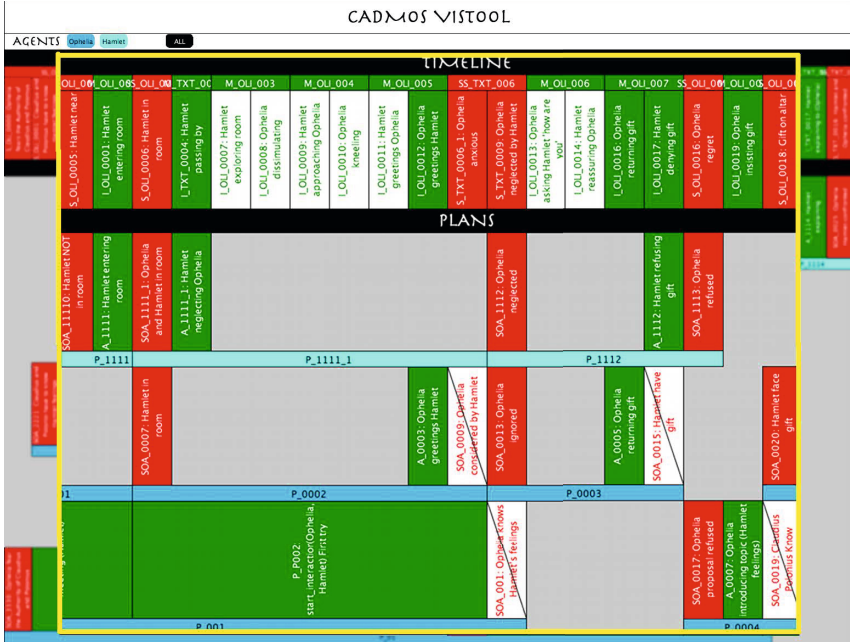 CADMOS VISTOOL
AGENTS Ophelia Hamlet ALL
TIMELINE
M_OLI_003 M_OLI_004 M_OLI_005 SS_TXT_006 M_OLI_006 M_OLI_007
S_OLI_0005: Hamlet near
I_OLI_0001: Hamlet
entering room
S_OLI_0006: Hamlet in
room
I_TXT_0004: Hamlet
passing by
I_OLI_0007: Hamlet
exploring room
I_OLI_0008: Ophelia
dissimulating
I_OLI_0009: Hamlet
approaching Ophelia
I_OLI_0010: Ophelia
kneeling
I_OLI_0011: Hamlet
greetings Ophelia
I_OLI_0012: Ophelia
greetings Hamlet
S_TXT_0006_1: Ophelia
anxious
S_TXT_0009: Ophelia
neglected by Hamlet
I_OLI_0013: Ophelia
asking Hamlet 'how are
you'
I_OLI_0014: Hamlet
reassuring Ophelia
I_OLI_0016: Ophelia
returning gift
I_OLI_0017: Hamlet
denying gift
S_OLI_0016: Ophelia
regret
I_OLI_0019: Ophelia
insisting gift
S_OLI_0018: Gift on altar
PLANS
SOA_11110: Hamlet NOT
in room
A_1111: Hamlet entering
room
SOA_1111_1: Ophelia
and Hamlet in room
A_1111_1: Hamlet
neglecting Ophelia
SOA_1112: Ophelia
neglected
A_1112: Hamlet refusing
gift
SOA_1113: Ophelia
refused
P_1111 P_1111_1 P_1112
SOA_0007: Hamlet in
room
A_0003: Ophelia
greetings Hamlet
SOA_0009: Ophelia
considered by Hamlet
SOA_0013: Ophelia
ignored
A_0005: Ophelia
returning gift
SOA_0015: Hamlet have
gift
SOA_0020: Hamlet face
gift
01 P_0002 P_0003
P_P002:
start_interactior(Ophelia,
Hamlet) Firt try
SOA_001: Ophelia knows
Hamlet's feelings
SOA_0017: Ophelia
proposal refused
A_0007: Ophelia
introducing topic (Hamlet
feelings)
SOA_0019: Claudius
Polonius Know
P_001 P_0004